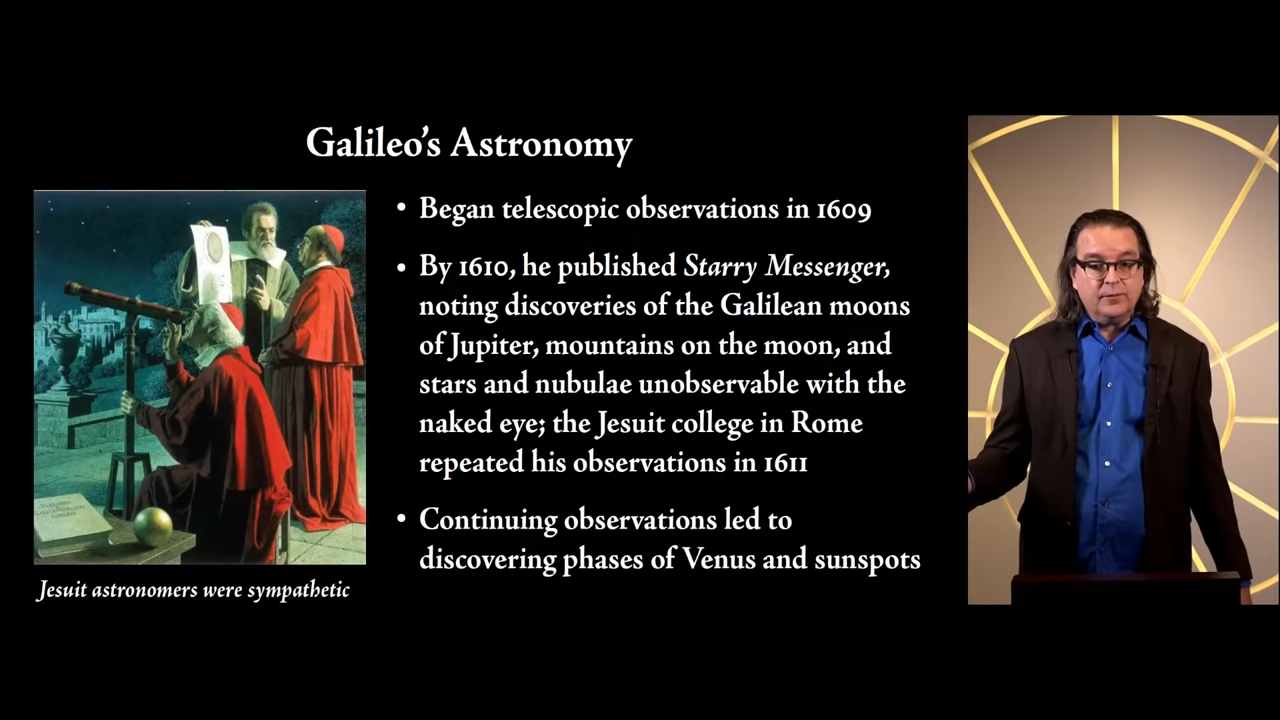 Galileo's Astronomy
• Began telescopic observations in 1609
• By 1610, he published Starry Messenger,
noting discoveries of the Galilean moons
of Jupiter, mountains on the moon, and
stars and nubulae unobservable with the
naked eye; the Jesuit college in Rome
repeated his observations in 1611
• Continuing observations led to
discovering phases of Venus and sunspots
Jesuit astronomers were sympathetic